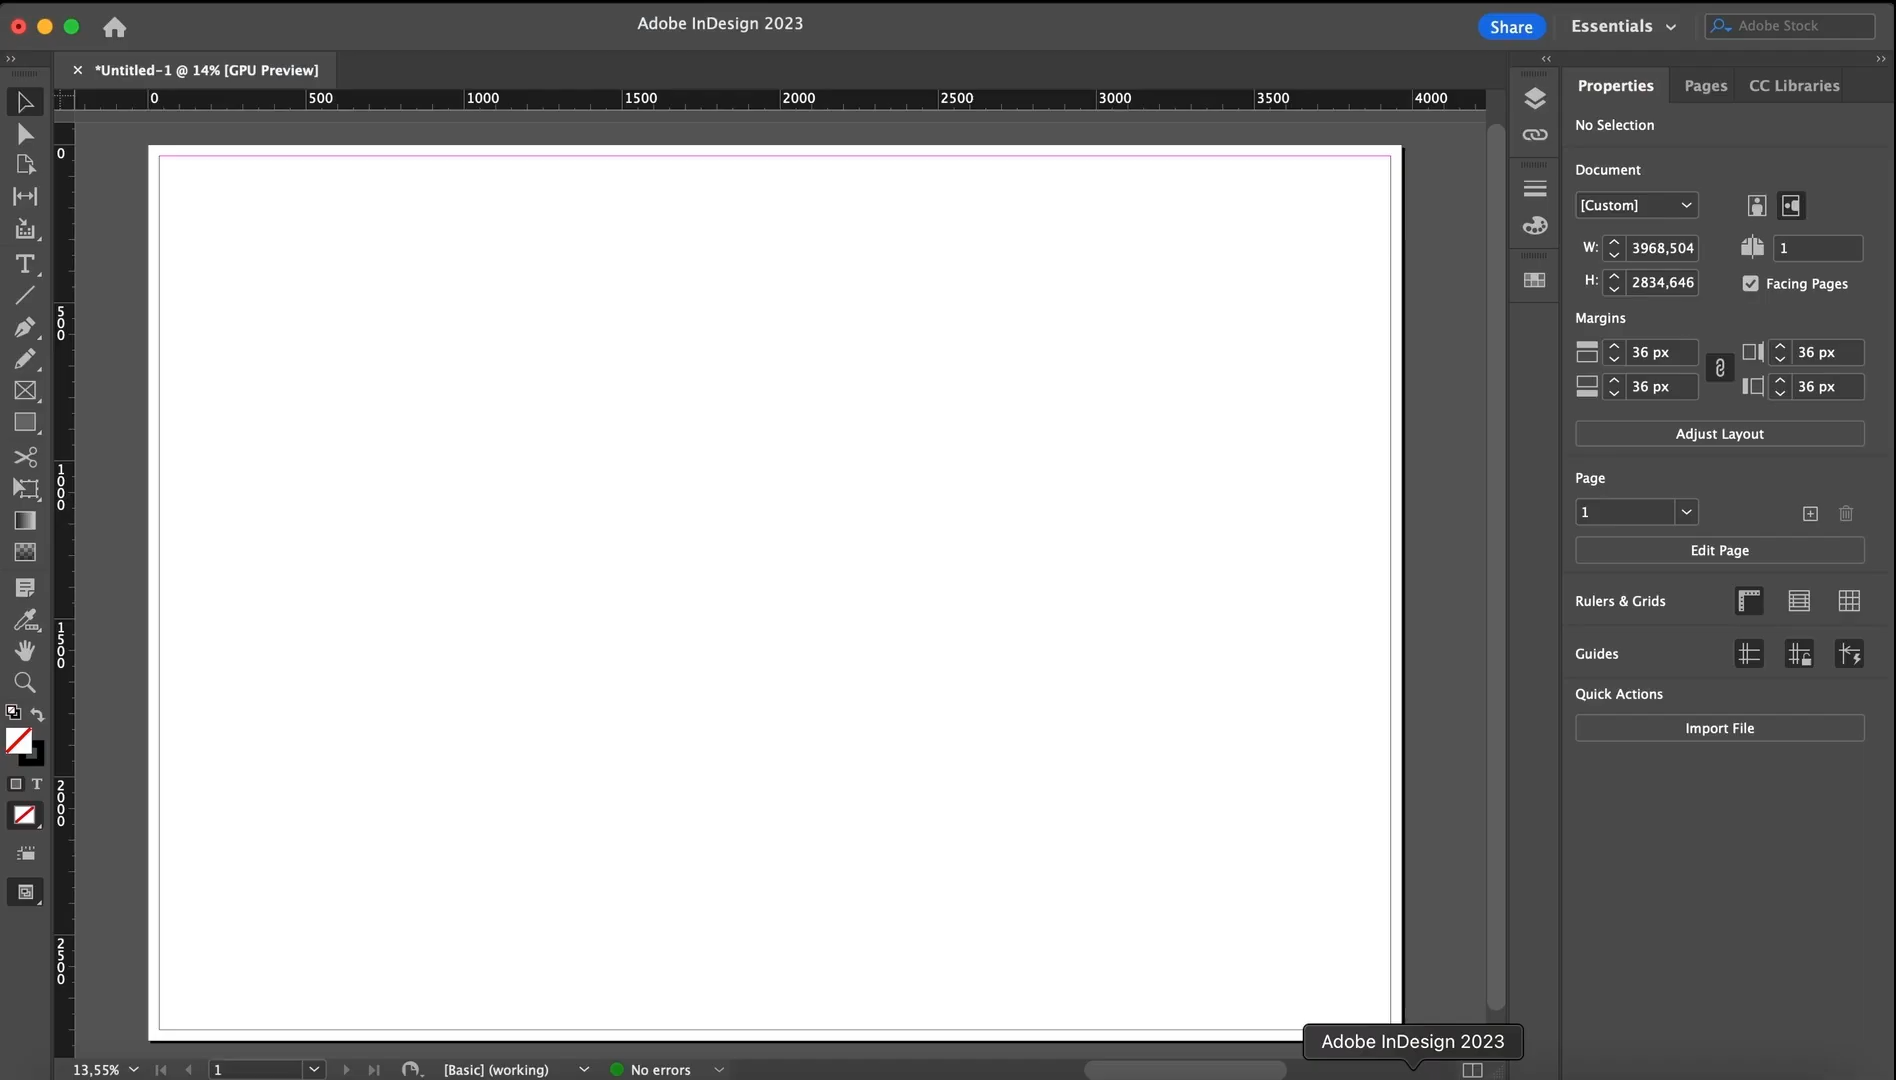 Adobe InDesign 2023
Share
Essentials
Adobe Stock
*Untitled-1 @ 14% [GPU Preview]
0 500 1000 1500 2000 2500 3000 3500 4000
0
500
1000
1500
2000
2500
Properties Pages CC Libraries
No Selection
Document
[Custom]
W: 3968,504 1
H: 2834,646 Facing Pages
Margins
36 px 36 px
36 px 36 px
Adjust Layout
Page
1
Edit Page
Rulers & Grids
Guides
Quick Actions
Import File
Adobe InDesign 2023
13,55% 1 [Basic] (working) No errors